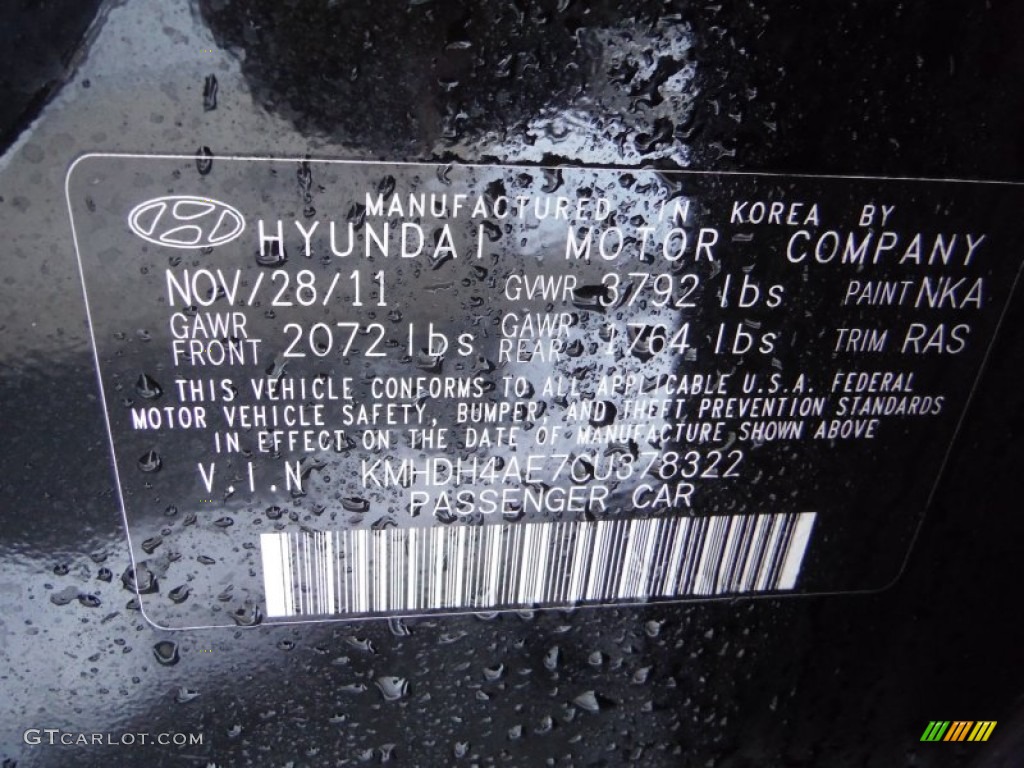 MANUFACTURED IN KOREA BY
HYUNDAI MOTOR COMPANY
NOV/28/11 GVWR 3792 lbs PAINT NKA
GAWR FRONT 2072 lbs GAWR REAR 1764 lbs TRIM RAS
THIS VEHICLE CONFORMS TO ALL APPLICABLE U.S.A. FEDERAL
MOTOR VEHICLE SAFETY, BUMPER, AND THEFT PREVENTION STANDARDS
IN EFFECT ON THE DATE OF MANUFACTURE SHOWN ABOVE
V.I.N KMHDH4AE7CU378322
PASSENGER CAR
GTCARLOT.COM